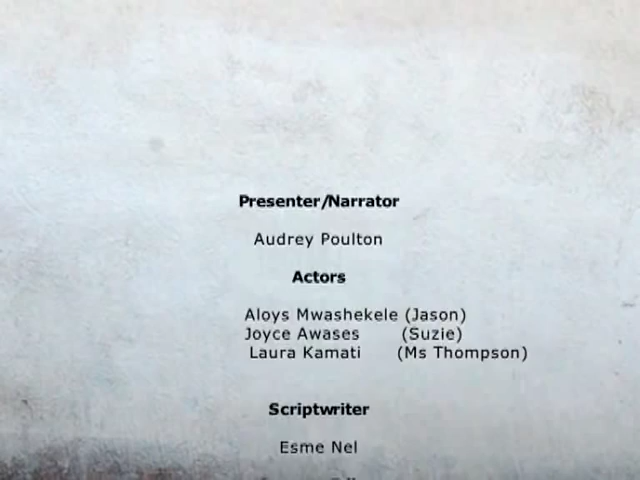 Presenter/Narrator
Audrey Poulton
Actors
Aloys Mwashekele (Jason)
Joyce Awases (Suzie)
Laura Kamati (Ms Thompson)
Scriptwriter
Esme Nel